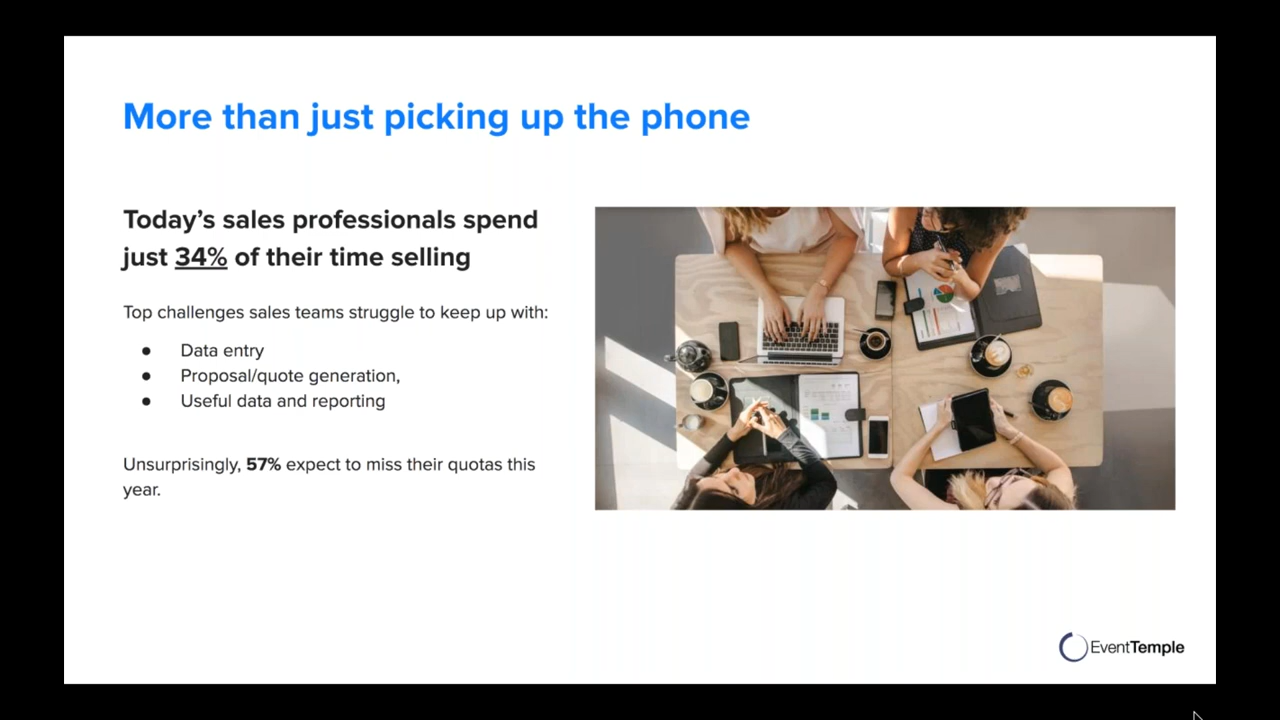 More than just picking up the phone
Today’s sales professionals spend
just 34% of their time selling
Top challenges sales teams struggle to keep up with:
● Data entry
● Proposal/quote generation,
● Useful data and reporting
Unsurprisingly, 57% expect to miss their quotas this
year.
EventTemple